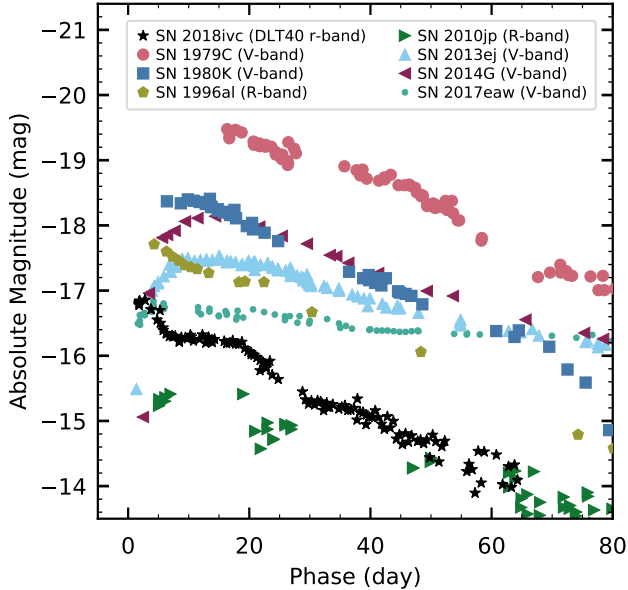 −21
−20
−19
−18
−17
−16
−15
−14
Absolute Magnitude (mag)
SN 2018ivc (DLT40 r-band)
SN 1979C (V-band)
SN 1980K (V-band)
SN 1996al (R-band)
SN 2010jp (R-band)
SN 2013ej (V-band)
SN 2014G (V-band)
SN 2017eaw (V-band)
0 20 40 60 80
Phase (day)